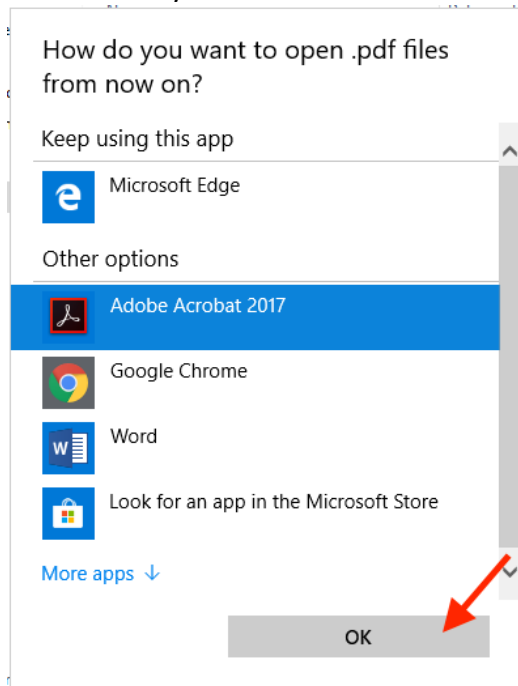 How do you want to open .pdf files
from now on?
Keep using this app
Microsoft Edge
Other options
Adobe Acrobat 2017
Google Chrome
Word
Look for an app in the Microsoft Store
More apps ↓
OK